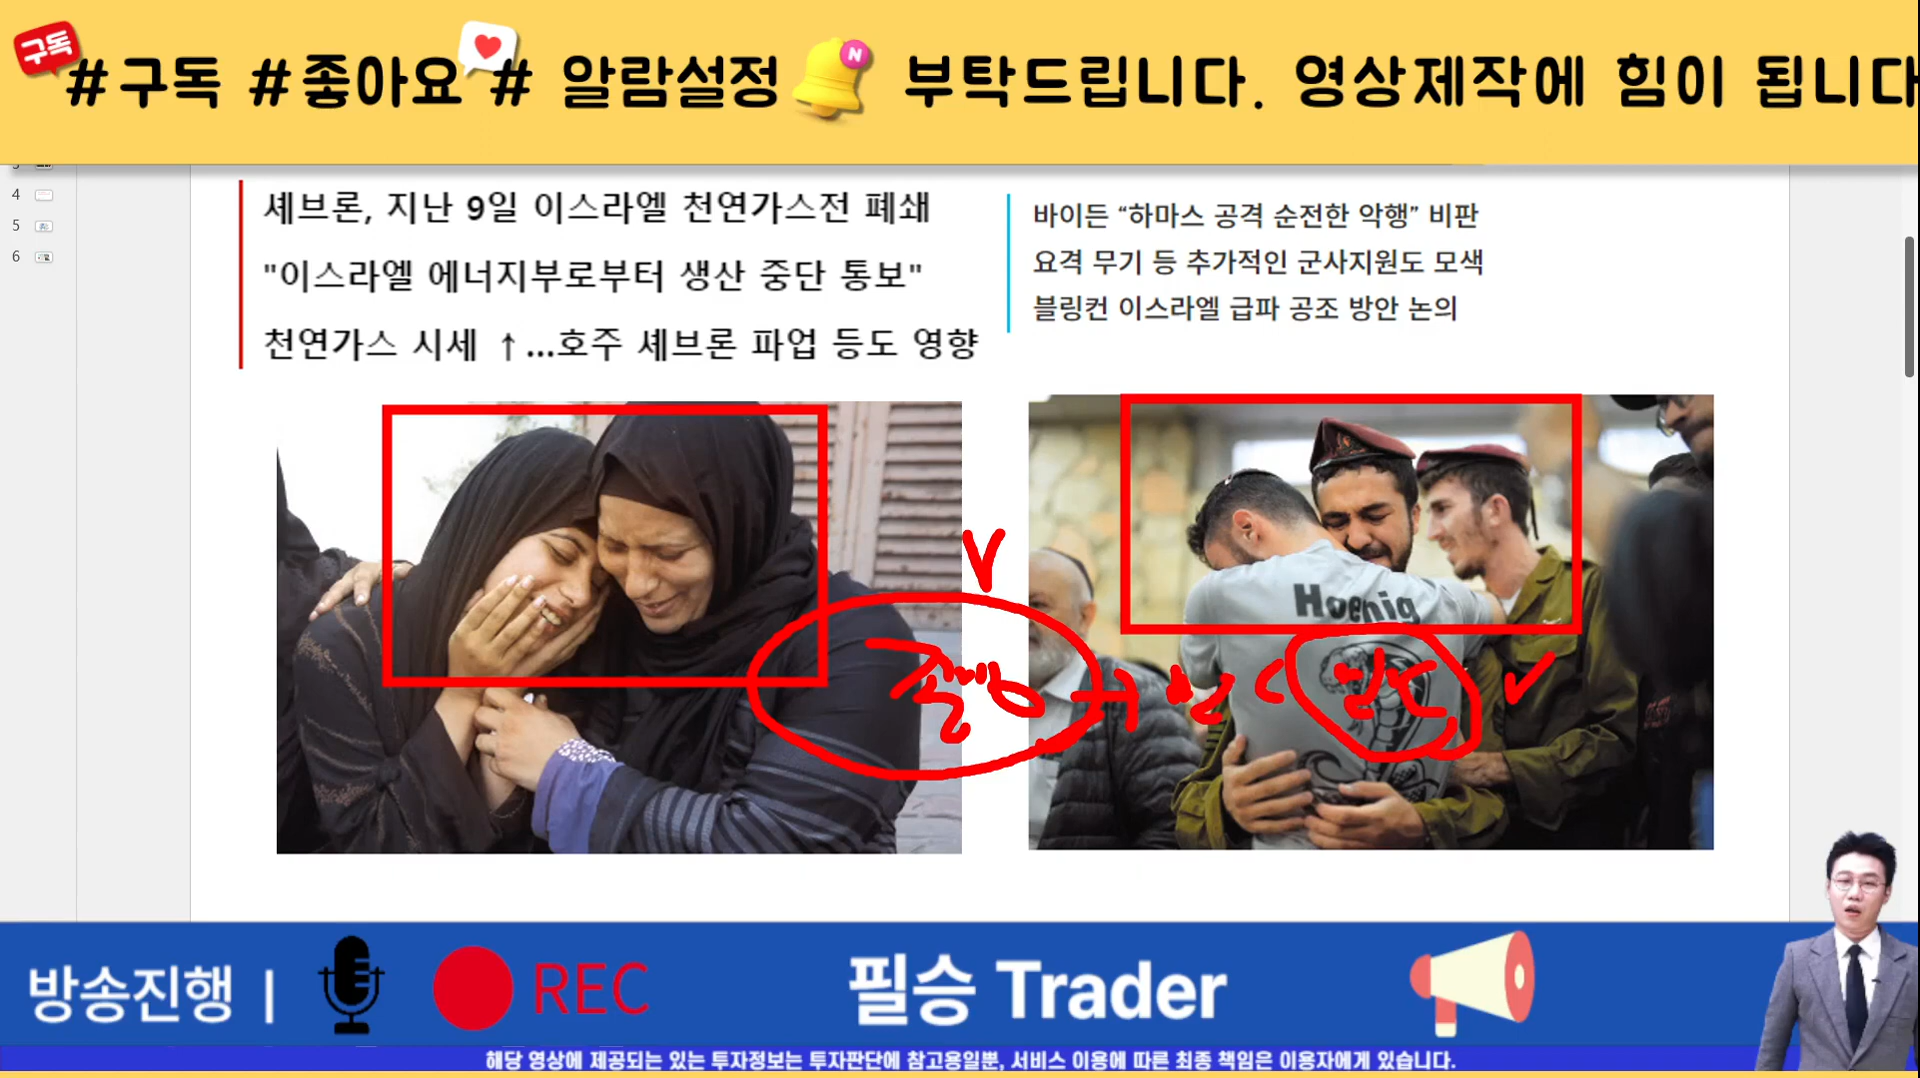 구독
#구독 #좋아요 # 알람설정 N 부탁드립니다. 영상제작에 힘이 됩니다
4
5
6
셰브론, 지난 9일 이스라엘 천연가스전 폐쇄
"이스라엘 에너지부로부터 생산 중단 통보"
천연가스 시세 ↑...호주 셰브론 파업 등도 영향
바이든 “하마스 공격 순전한 악행” 비판
요격 무기 등 추가적인 군사지원도 모색
블링컨 이스라엘 급파 공조 방안 논의
Hoenig
방송진행 |
REC
필승 Trader
해당 영상에 제공되는 있는 투자정보는 투자판단에 참고용일뿐, 서비스 이용에 따른 최종 책임은 이용자에게 있습니다.